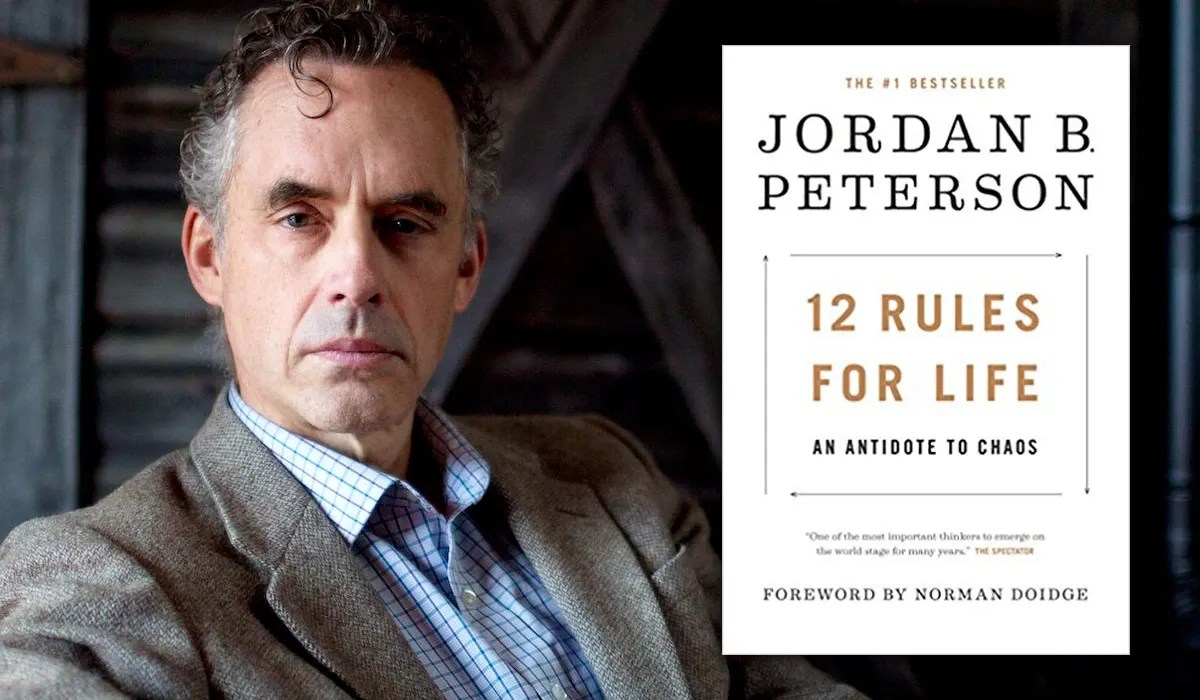 THE #1 BESTSELLER
JORDAN B.
PETERSON
12 RULES
FOR LIFE
AN ANTIDOTE TO CHAOS
“One of the most important thinkers to emerge on
the world stage for many years.” THE SPECTATOR
FOREWORD BY NORMAN DOIDGE